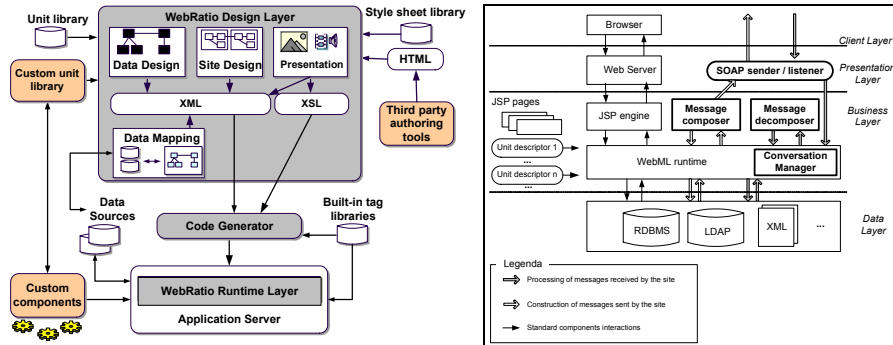 WebRatio Design Layer
Style sheet library
Unit library
Data Design
Site Design
Presentation
HTML
Custom unit
library
XML
XSL
Third party
authoring
tools
Data Mapping
Data
Sources
Code Generator
Built-in tag
libraries
Custom
components
WebRatio Runtime Layer
Application Server
Browser
Client Layer
Web Server
SOAP sender / listener
Presentation
Layer
JSP pages
JSP engine
Message
composer
Message
decomposer
Business
Layer
Unit descriptor 1
...
Unit descriptor n
...
WebML runtime
Conversation
Manager
RDBMS
LDAP
XML
...
Data
Layer
Legenda
Processing of messages received by the site
Construction of messages sent by the site
Standard components interactions